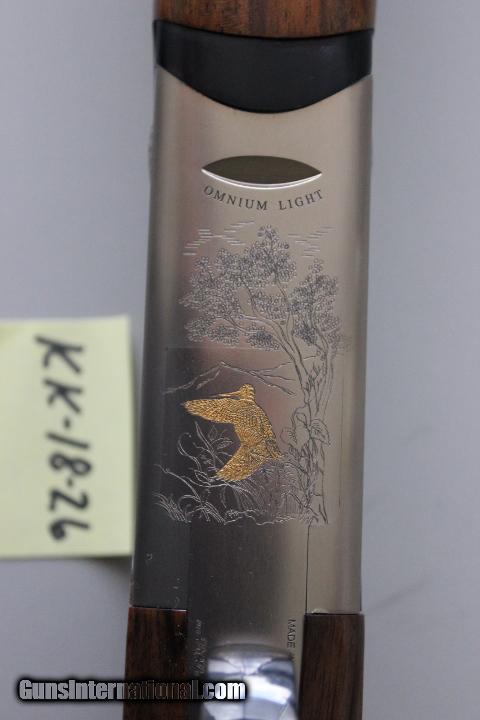 OMNIUM LIGHT
KK-18-26
MADE
GunsInternational.com